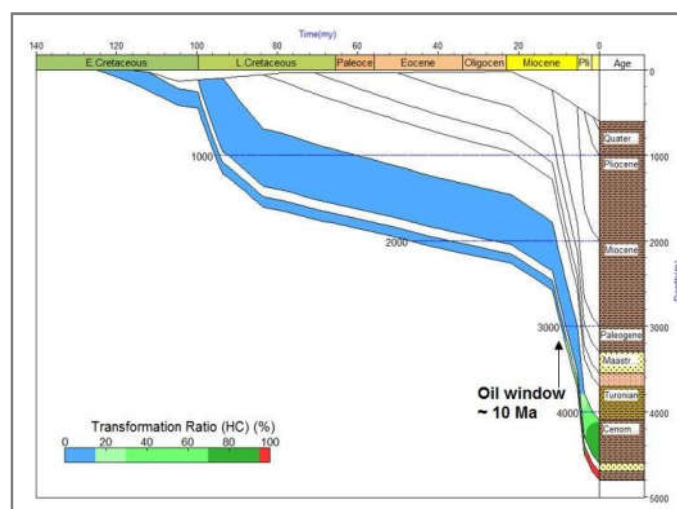 Time(my)
140 120 100 80 60 40 20 0
E.Cretaceous L.Cretaceous Paleoce Eocene Oligocen Miocene Pli Age
0
1000
2000
3000
4000
5000
Depth(m)
1000
2000
3000
4000
Quater
Pliocene
Miocene
Paleogene
Maastr
Turonian
Cenom
Oil window
~ 10 Ma
Transformation Ratio (HC) (%)
0 20 40 60 80 100